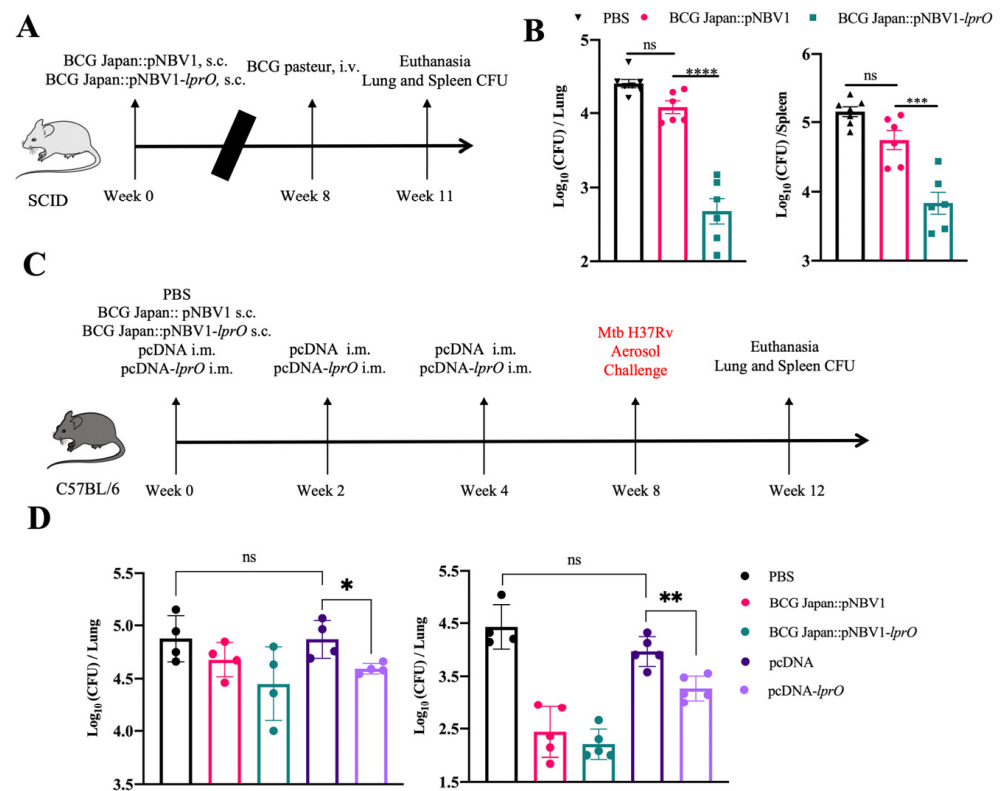 A
BCG Japan::pNBV1, s.c.
BCG Japan::pNBV1-lprO, s.c.
BCG pasteur, i.v.
Euthanasia
Lung and Spleen CFU
SCID
Week 0
Week 8
Week 11
B
PBS
BCG Japan::pNBV1
BCG Japan::pNBV1-lprO
Log10 (CFU) / Lung
5
4
3
2
ns
****
Log10 (CFU) /Spleen
6
5
4
3
ns
***
C
PBS
BCG Japan:: pNBV1 s.c.
BCG Japan::pNBV1-lprO s.c.
pcDNA i.m.
pcDNA-lprO i.m.
pcDNA i.m.
pcDNA-lprO i.m.
pcDNA i.m.
pcDNA-lprO i.m.
Mtb H37Rv
Aerosol
Challenge
Euthanasia
Lung and Spleen CFU
C57BL/6
Week 0
Week 2
Week 4
Week 8
Week 12
D
Log10 (CFU) / Lung
5.5
5.0
4.5
4.0
3.5
ns
*
Log10 (CFU) / Lung
5.5
4.5
3.5
2.5
1.5
ns
**
PBS
BCG Japan::pNBV1
BCG Japan::pNBV1-lprO
pcDNA
pcDNA-lprO